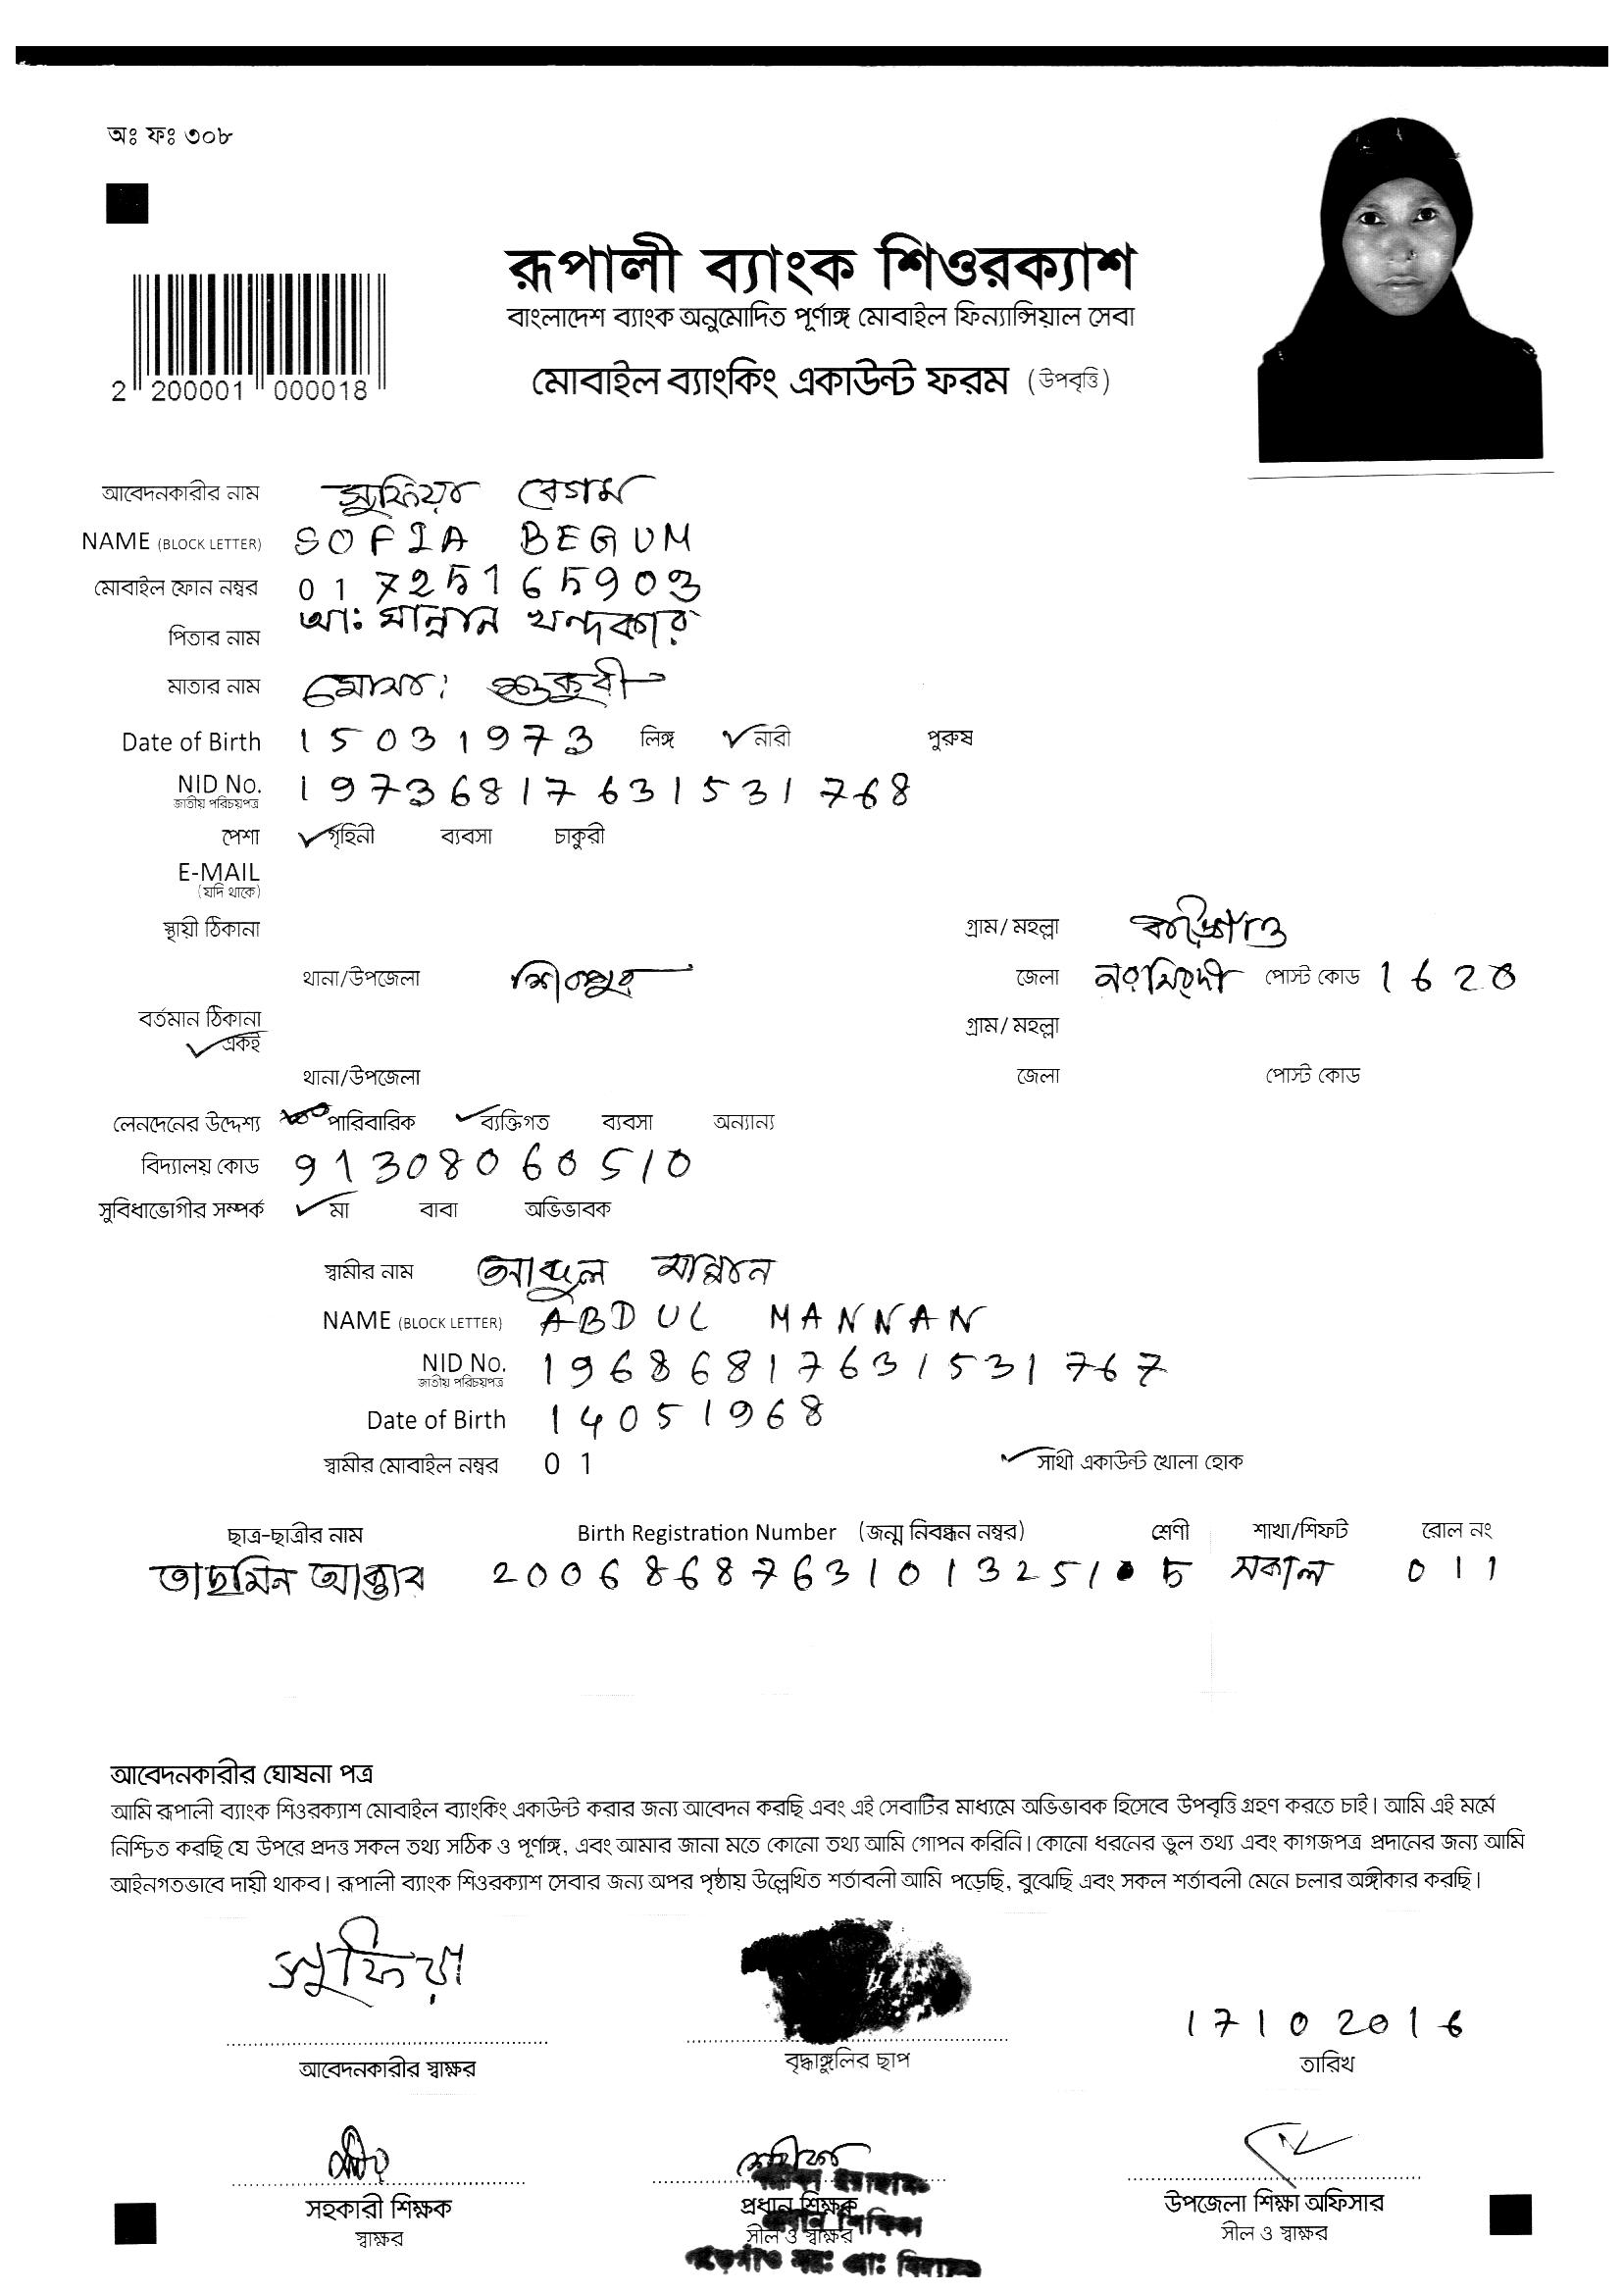 অঃ ফঃ ৩০৮
রূপালী ব্যাংক শিওরক্যাশ
বাংলাদেশ ব্যাংক অনুমোদিত পূর্ণাঙ্গ মোবাইল ফিন্যান্সিয়াল সেবা
মোবাইল ব্যাংকিং একাউন্ট ফরম (উপবৃত্তি)
2 200001 000018
আবেদনকারীর নাম সুফিয়া বেগম
NAME (BLOCK LETTER) SOFIA BEGUM
মোবাইল ফোন নম্বর 01725165903
পিতার নাম আঃ মান্নান খন্দকার
মাতার নাম মোসাঃ
Date of Birth 15031973 লিঙ্গ নারী পুরুষ
NID No. 19736817631531768
জাতীয় পরিচয়পত্র
পেশা গৃহিনী ব্যবসা চাকুরী
E-MAIL
(যদি থাকে)
স্থায়ী ঠিকানা গ্রাম/ মহল্লা
থানা/উপজেলা শিবপুর জেলা নরসিংদী পোস্ট কোড 1620
বর্তমান ঠিকানা গ্রাম/ মহল্লা
একই
থানা/উপজেলা জেলা পোস্ট কোড
লেনদেনের উদ্দেশ্য পারিবারিক ব্যক্তিগত ব্যবসা অন্যান্য
বিদ্যালয় কোড 91308060510
সুবিধাভোগীর সম্পর্ক মা বাবা অভিভাবক
স্বামীর নাম আব্দুল মান্নান
NAME (BLOCK LETTER) ABDUL MANNAN
NID No. 19686817631531767
জাতীয় পরিচয়পত্র
Date of Birth 14051968
স্বামীর মোবাইল নম্বর 01 সাথী একাউন্ট খোলা হোক
ছাত্র-ছাত্রীর নাম Birth Registration Number (জন্ম নিবন্ধন নম্বর) শ্রেণী শাখা/শিফট রোল নং
তাছমিন আক্তার 20068687631013251 05 সকাল 011
আবেদনকারীর ঘোষনা পত্র
আমি রূপালী ব্যাংক শিওরক্যাশ মোবাইল ব্যাংকিং একাউন্ট করার জন্য আবেদন করছি এবং এই সেবাটির মাধ্যমে অভিভাবক হিসেবে উপবৃত্তি গ্রহণ করতে চাই। আমি এই মর্মে
নিশ্চিত করছি যে উপরে প্রদত্ত সকল তথ্য সঠিক ও পূর্ণাঙ্গ, এবং আমার জানা মতে কোনো তথ্য আমি গোপন করিনি। কোনো ধরনের ভুল তথ্য এবং কাগজপত্র প্রদানের জন্য আমি
আইনগতভাবে দায়ী থাকব। রূপালী ব্যাংক শিওরক্যাশ সেবার জন্য অপর পৃষ্ঠায় উল্লেখিত শর্তাবলী আমি পড়েছি, বুঝেছি এবং সকল শর্তাবলী মেনে চলার অঙ্গীকার করছি।
সুফিয়া
17102016
আবেদনকারীর স্বাক্ষর বৃদ্ধাঙ্গুলির ছাপ তারিখ
সহকারী শিক্ষক প্রধান শিক্ষক উপজেলা শিক্ষা অফিসার
স্বাক্ষর সীল ও স্বাক্ষর সীল ও স্বাক্ষর